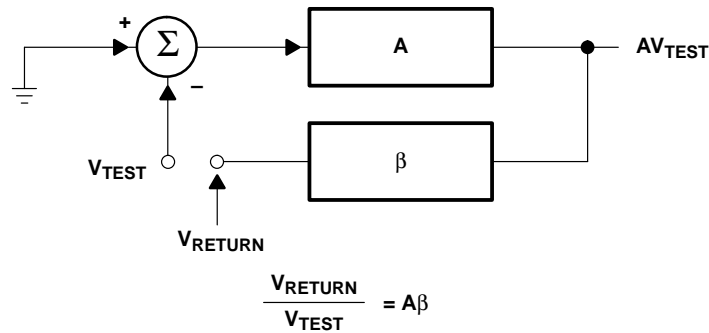 +
Σ
A
AV_TEST
−
V_TEST
β
V_RETURN
V_RETURN
V_TEST
= Aβ